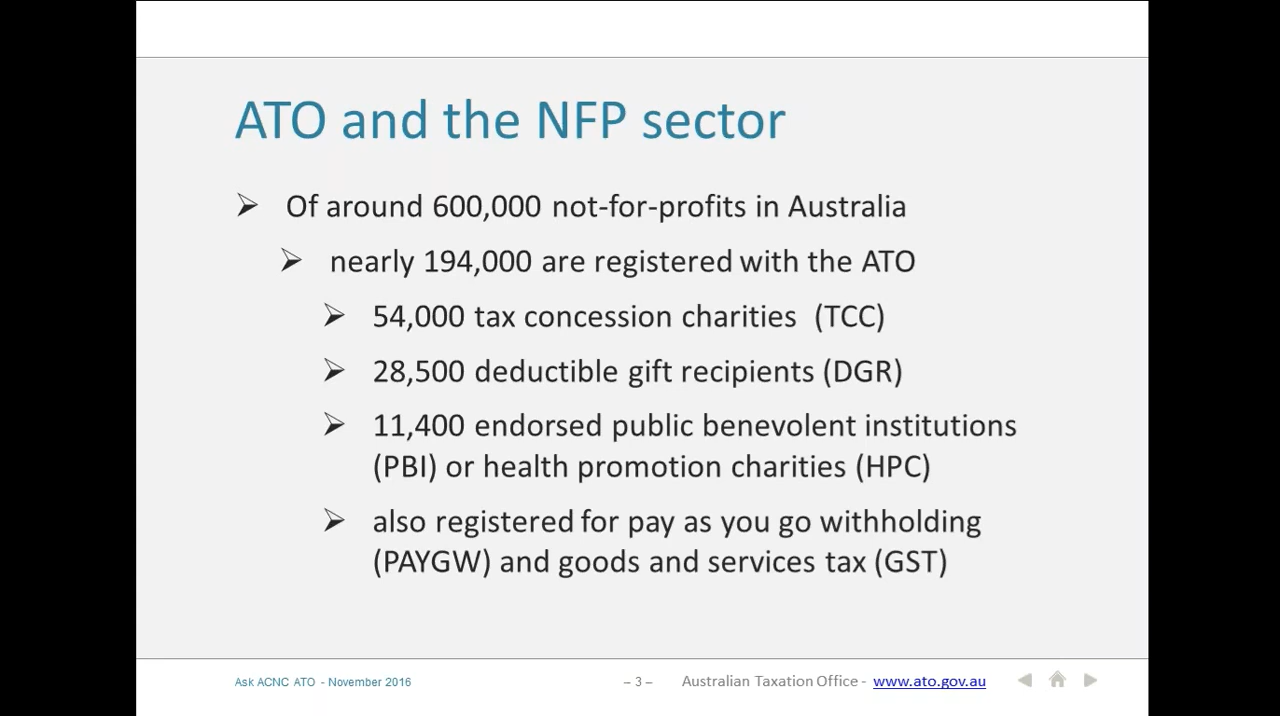 ATO and the NFP sector
Of around 600,000 not-for-profits in Australia
nearly 194,000 are registered with the ATO
54,000 tax concession charities (TCC)
28,500 deductible gift recipients (DGR)
11,400 endorsed public benevolent institutions
(PBI) or health promotion charities (HPC)
also registered for pay as you go withholding
(PAYGW) and goods and services tax (GST)
Ask ACNC ATO - November 2016 – 3 – Australian Taxation Office - www.ato.gov.au